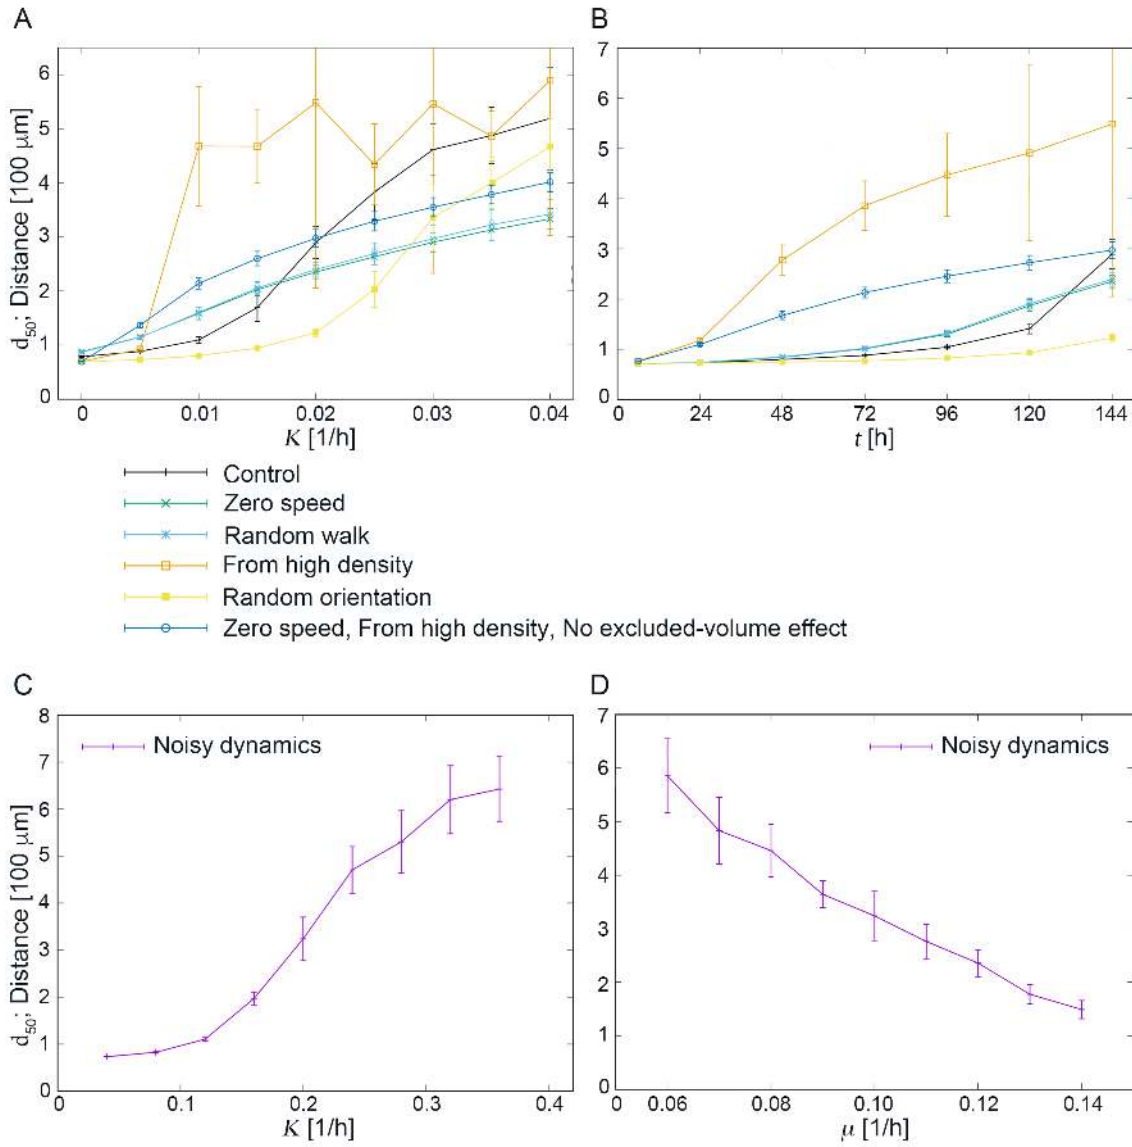 A
B
d50; Distance [100 μm]
6
5
4
3
2
1
0
0
0.01
0.02
0.03
0.04
K [1/h]
7
6
5
4
3
2
1
0
24
48
72
96
120
144
t [h]
Control
Zero speed
Random walk
From high density
Random orientation
Zero speed, From high density, No excluded-volume effect
C
D
d50; Distance [100 μm]
8
7
6
5
4
3
2
1
0
Noisy dynamics
0
0.1
0.2
0.3
0.4
K [1/h]
7
6
5
4
3
2
1
0
Noisy dynamics
0.06
0.08
0.10
0.12
0.14
μ [1/h]